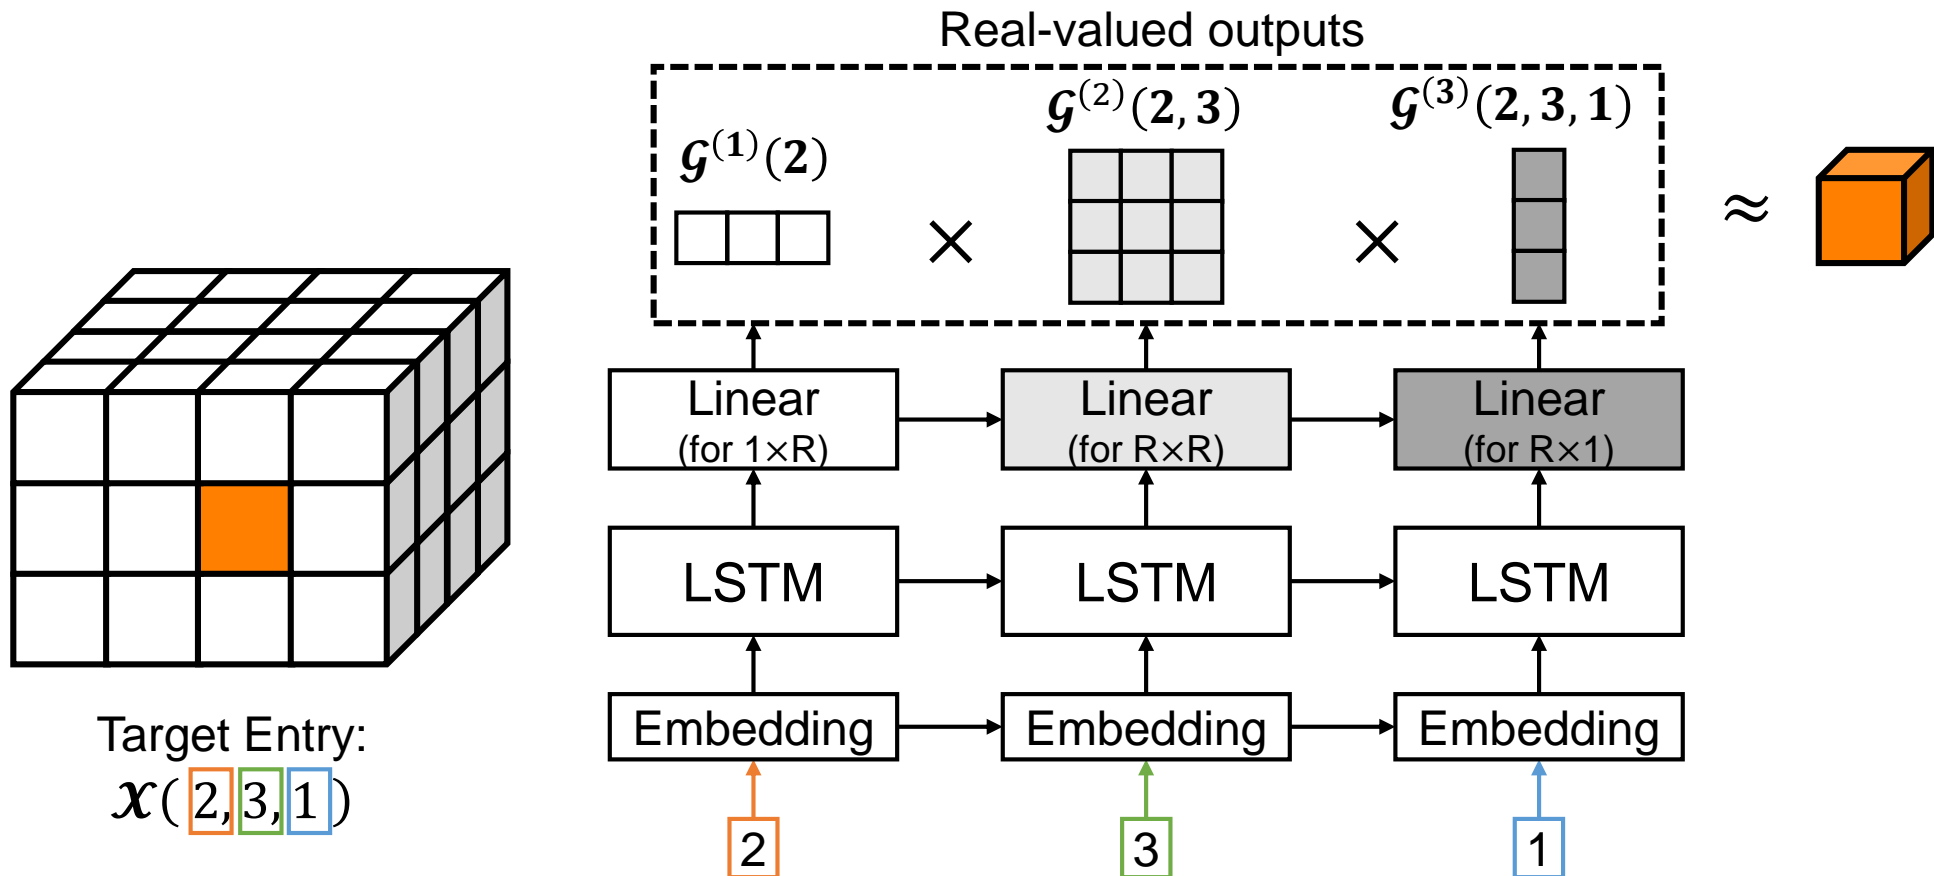 Real-valued outputs
𝓖^(1)(2)
𝓖^(2)(2, 3)
𝓖^(3)(2, 3, 1)
× × ≈
Linear
(for 1×R)
Linear
(for R×R)
Linear
(for R×1)
LSTM
LSTM
LSTM
Embedding
Embedding
Embedding
2
3
1
Target Entry:
𝓧( 2, 3, 1 )